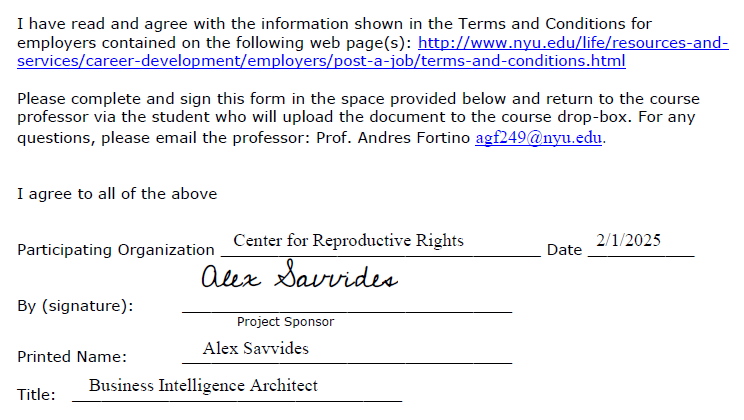 I have read and agree with the information shown in the Terms and Conditions for
employers contained on the following web page(s): http://www.nyu.edu/life/resources-and-
services/career-development/employers/post-a-job/terms-and-conditions.html
Please complete and sign this form in the space provided below and return to the course
professor via the student who will upload the document to the course drop-box. For any
questions, please email the professor: Prof. Andres Fortino agf249@nyu.edu.
I agree to all of the above
Participating Organization Center for Reproductive Rights Date 2/1/2025
By (signature): Alex Savvides
Project Sponsor
Printed Name: Alex Savvides
Title: Business Intelligence Architect